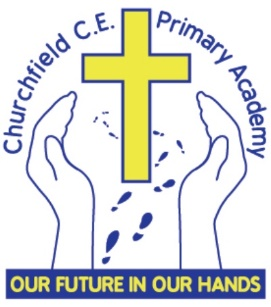 Churchfield C.E. Primary Academy
OUR FUTURE IN OUR HANDS